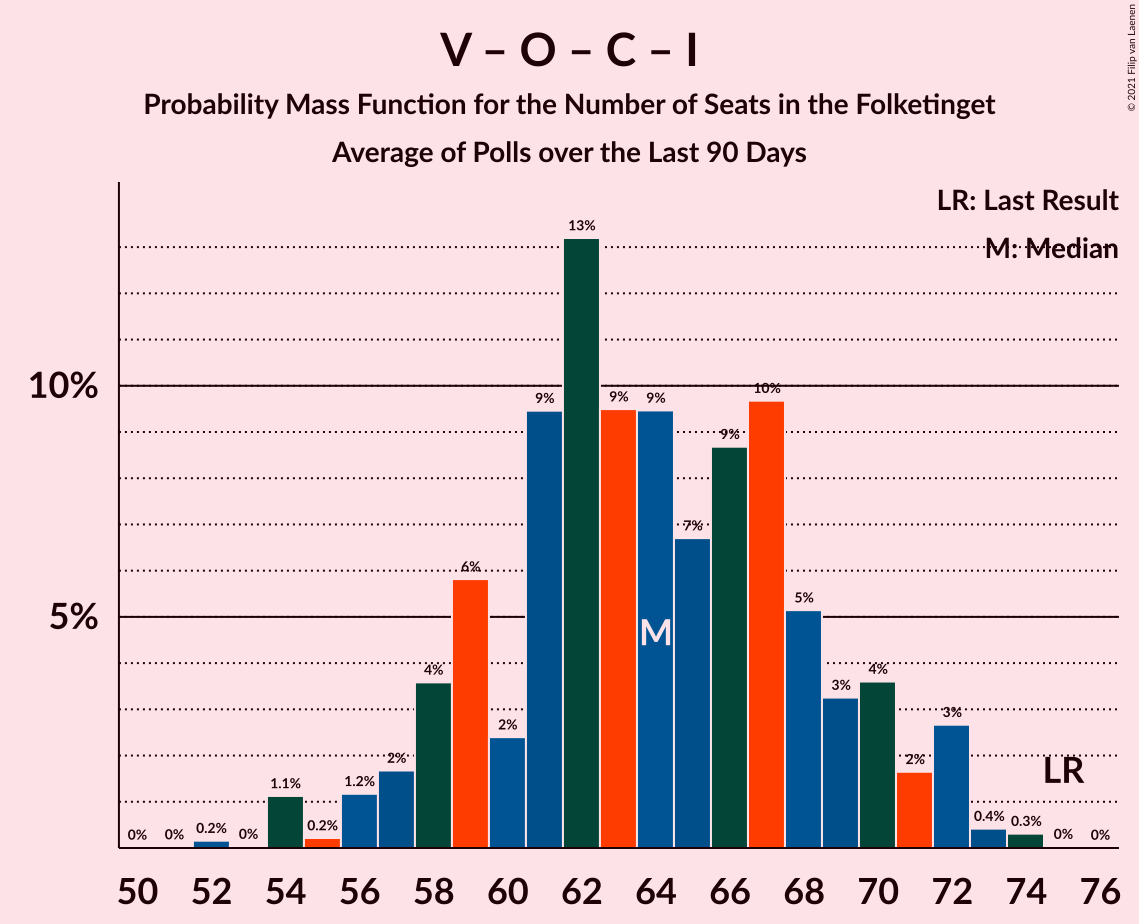 V – O – C – I
Probability Mass Function for the Number of Seats in the Folketinget
Average of Polls over the Last 90 Days
© 2021 Filip van Laenen
LR: Last Result
M: Median
10%
5%
0% 0% 0.2% 0% 1.1% 0.2% 1.2% 2% 4% 6% 2% 9% 13% 9% 9% 7% 9% 10% 5% 3% 4% 2% 3% 0.4% 0.3% 0% 0%
M
LR
50 52 54 56 58 60 62 64 66 68 70 72 74 76